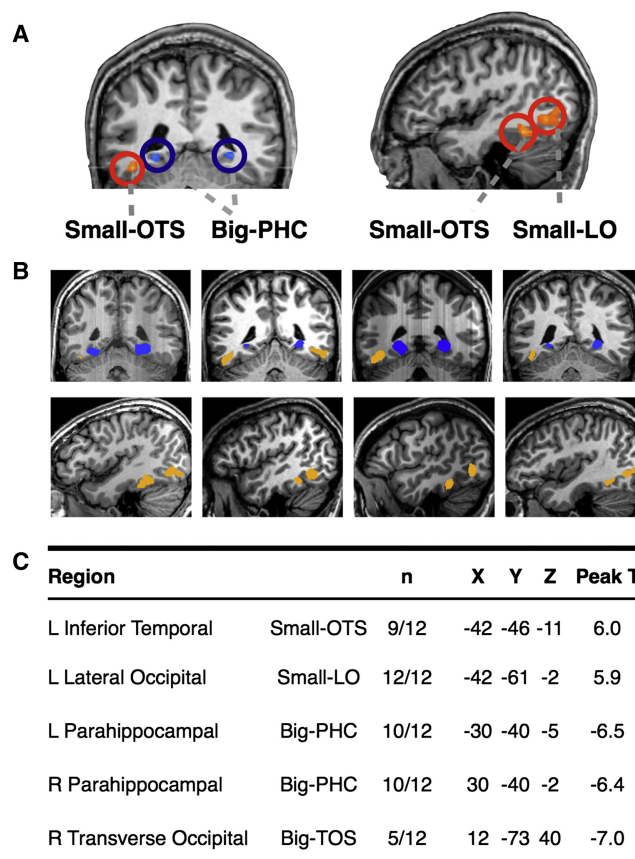 A
Small-OTS Big-PHC Small-OTS Small-LO
B
C
Region n X Y Z Peak T
L Inferior Temporal Small-OTS 9/12 -42 -46 -11 6.0
L Lateral Occipital Small-LO 12/12 -42 -61 -2 5.9
L Parahippocampal Big-PHC 10/12 -30 -40 -5 -6.5
R Parahippocampal Big-PHC 10/12 30 -40 -2 -6.4
R Transverse Occipital Big-TOS 5/12 12 -73 40 -7.0